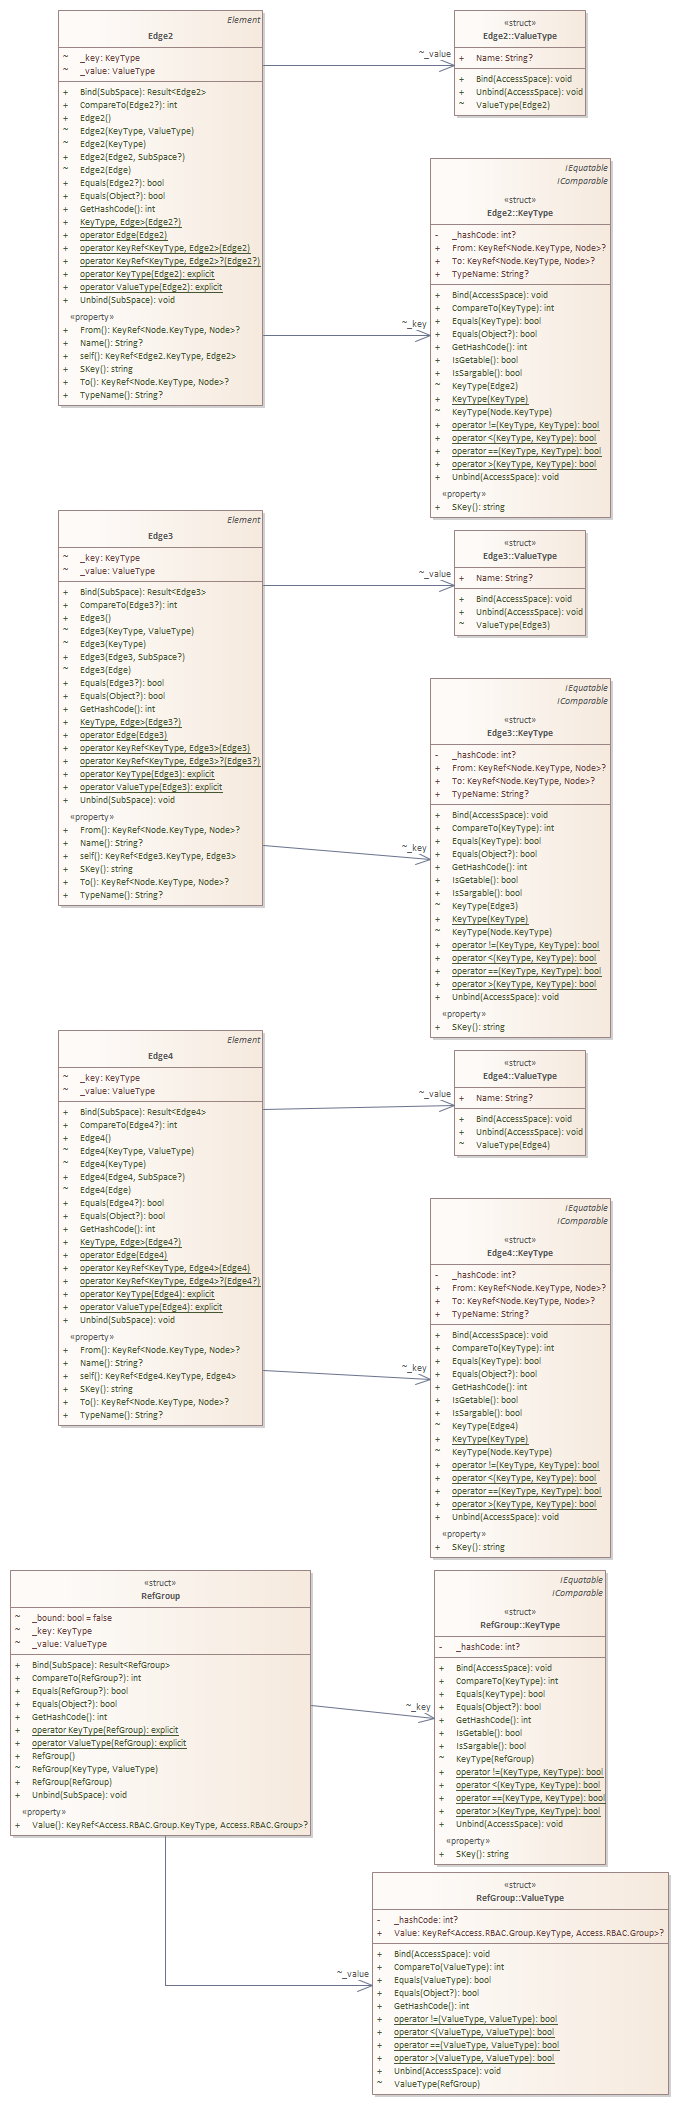 Element
Edge2
~ _key: KeyType
~ _value: ValueType
+ Bind(SubSpace): Result<Edge2>
+ CompareTo(Edge2?): int
+ Edge2()
~ Edge2(KeyType, ValueType)
~ Edge2(KeyType)
+ Edge2(Edge2, SubSpace?)
~ Edge2(Edge)
+ Equals(Edge2?): bool
+ Equals(Object?): bool
+ GetHashCode(): int
+ KeyType, Edge>(Edge2?)
+ operator Edge(Edge2)
+ operator KeyRef<KeyType, Edge2>(Edge2)
+ operator KeyRef<KeyType, Edge2>?(Edge2?)
+ operator KeyType(Edge2): explicit
+ operator ValueType(Edge2): explicit
+ Unbind(SubSpace): void
«property»
+ From(): KeyRef<Node.KeyType, Node>?
+ Name(): String?
+ self(): KeyRef<Edge2.KeyType, Edge2>
+ SKey(): string
+ To(): KeyRef<Node.KeyType, Node>?
+ TypeName(): String?
~_value
«struct»
Edge2::ValueType
+ Name: String?
+ Bind(AccessSpace): void
+ Unbind(AccessSpace): void
~ ValueType(Edge2)
~_key
IEquatable
IComparable
«struct»
Edge2::KeyType
- _hashCode: int?
+ From: KeyRef<Node.KeyType, Node>?
+ To: KeyRef<Node.KeyType, Node>?
+ TypeName: String?
+ Bind(AccessSpace): void
+ CompareTo(KeyType): int
+ Equals(KeyType): bool
+ Equals(Object?): bool
+ GetHashCode(): int
+ IsGetable(): bool
+ IsSargable(): bool
~ KeyType(Edge2)
+ KeyType(KeyType)
~ KeyType(Node.KeyType)
+ operator !=(KeyType, KeyType): bool
+ operator <(KeyType, KeyType): bool
+ operator ==(KeyType, KeyType): bool
+ operator >(KeyType, KeyType): bool
+ Unbind(AccessSpace): void
«property»
+ SKey(): string
Element
Edge3
~ _key: KeyType
~ _value: ValueType
+ Bind(SubSpace): Result<Edge3>
+ CompareTo(Edge3?): int
+ Edge3()
~ Edge3(KeyType, ValueType)
~ Edge3(KeyType)
+ Edge3(Edge3, SubSpace?)
~ Edge3(Edge)
+ Equals(Edge3?): bool
+ Equals(Object?): bool
+ GetHashCode(): int
+ KeyType, Edge>(Edge3?)
+ operator Edge(Edge3)
+ operator KeyRef<KeyType, Edge3>(Edge3)
+ operator KeyRef<KeyType, Edge3>?(Edge3?)
+ operator KeyType(Edge3): explicit
+ operator ValueType(Edge3): explicit
+ Unbind(SubSpace): void
«property»
+ From(): KeyRef<Node.KeyType, Node>?
+ Name(): String?
+ self(): KeyRef<Edge3.KeyType, Edge3>
+ SKey(): string
+ To(): KeyRef<Node.KeyType, Node>?
+ TypeName(): String?
~_value
«struct»
Edge3::ValueType
+ Name: String?
+ Bind(AccessSpace): void
+ Unbind(AccessSpace): void
~ ValueType(Edge3)
~_key
IEquatable
IComparable
«struct»
Edge3::KeyType
- _hashCode: int?
+ From: KeyRef<Node.KeyType, Node>?
+ To: KeyRef<Node.KeyType, Node>?
+ TypeName: String?
+ Bind(AccessSpace): void
+ CompareTo(KeyType): int
+ Equals(KeyType): bool
+ Equals(Object?): bool
+ GetHashCode(): int
+ IsGetable(): bool
+ IsSargable(): bool
~ KeyType(Edge3)
+ KeyType(KeyType)
~ KeyType(Node.KeyType)
+ operator !=(KeyType, KeyType): bool
+ operator <(KeyType, KeyType): bool
+ operator ==(KeyType, KeyType): bool
+ operator >(KeyType, KeyType): bool
+ Unbind(AccessSpace): void
«property»
+ SKey(): string
Element
Edge4
~ _key: KeyType
~ _value: ValueType
+ Bind(SubSpace): Result<Edge4>
+ CompareTo(Edge4?): int
+ Edge4()
~ Edge4(KeyType, ValueType)
~ Edge4(KeyType)
+ Edge4(Edge4, SubSpace?)
~ Edge4(Edge)
+ Equals(Edge4?): bool
+ Equals(Object?): bool
+ GetHashCode(): int
+ KeyType, Edge>(Edge4?)
+ operator Edge(Edge4)
+ operator KeyRef<KeyType, Edge4>(Edge4)
+ operator KeyRef<KeyType, Edge4>?(Edge4?)
+ operator KeyType(Edge4): explicit
+ operator ValueType(Edge4): explicit
+ Unbind(SubSpace): void
«property»
+ From(): KeyRef<Node.KeyType, Node>?
+ Name(): String?
+ self(): KeyRef<Edge4.KeyType, Edge4>
+ SKey(): string
+ To(): KeyRef<Node.KeyType, Node>?
+ TypeName(): String?
~_value
«struct»
Edge4::ValueType
+ Name: String?
+ Bind(AccessSpace): void
+ Unbind(AccessSpace): void
~ ValueType(Edge4)
~_key
IEquatable
IComparable
«struct»
Edge4::KeyType
- _hashCode: int?
+ From: KeyRef<Node.KeyType, Node>?
+ To: KeyRef<Node.KeyType, Node>?
+ TypeName: String?
+ Bind(AccessSpace): void
+ CompareTo(KeyType): int
+ Equals(KeyType): bool
+ Equals(Object?): bool
+ GetHashCode(): int
+ IsGetable(): bool
+ IsSargable(): bool
~ KeyType(Edge4)
+ KeyType(KeyType)
~ KeyType(Node.KeyType)
+ operator !=(KeyType, KeyType): bool
+ operator <(KeyType, KeyType): bool
+ operator ==(KeyType, KeyType): bool
+ operator >(KeyType, KeyType): bool
+ Unbind(AccessSpace): void
«property»
+ SKey(): string
«struct»
RefGroup
~ _bound: bool = false
~ _key: KeyType
~ _value: ValueType
+ Bind(SubSpace): Result<RefGroup>
+ CompareTo(RefGroup?): int
+ Equals(RefGroup?): bool
+ Equals(Object?): bool
+ GetHashCode(): int
+ operator KeyType(RefGroup): explicit
+ operator ValueType(RefGroup): explicit
+ RefGroup()
~ RefGroup(KeyType, ValueType)
+ RefGroup(RefGroup)
+ Unbind(SubSpace): void
«property»
+ Value(): KeyRef<Access.RBAC.Group.KeyType, Access.RBAC.Group>?
~_key
IEquatable
IComparable
«struct»
RefGroup::KeyType
- _hashCode: int?
+ Bind(AccessSpace): void
+ CompareTo(KeyType): int
+ Equals(KeyType): bool
+ Equals(Object?): bool
+ GetHashCode(): int
+ IsGetable(): bool
+ IsSargable(): bool
~ KeyType(RefGroup)
+ operator !=(KeyType, KeyType): bool
+ operator <(KeyType, KeyType): bool
+ operator ==(KeyType, KeyType): bool
+ operator >(KeyType, KeyType): bool
+ Unbind(AccessSpace): void
«property»
+ SKey(): string
~_value
«struct»
RefGroup::ValueType
- _hashCode: int?
+ Value: KeyRef<Access.RBAC.Group.KeyType, Access.RBAC.Group>?
+ Bind(AccessSpace): void
+ CompareTo(ValueType): int
+ Equals(ValueType): bool
+ Equals(Object?): bool
+ GetHashCode(): int
+ operator !=(ValueType, ValueType): bool
+ operator <(ValueType, ValueType): bool
+ operator ==(ValueType, ValueType): bool
+ operator >(ValueType, ValueType): bool
+ Unbind(AccessSpace): void
~ ValueType(RefGroup)